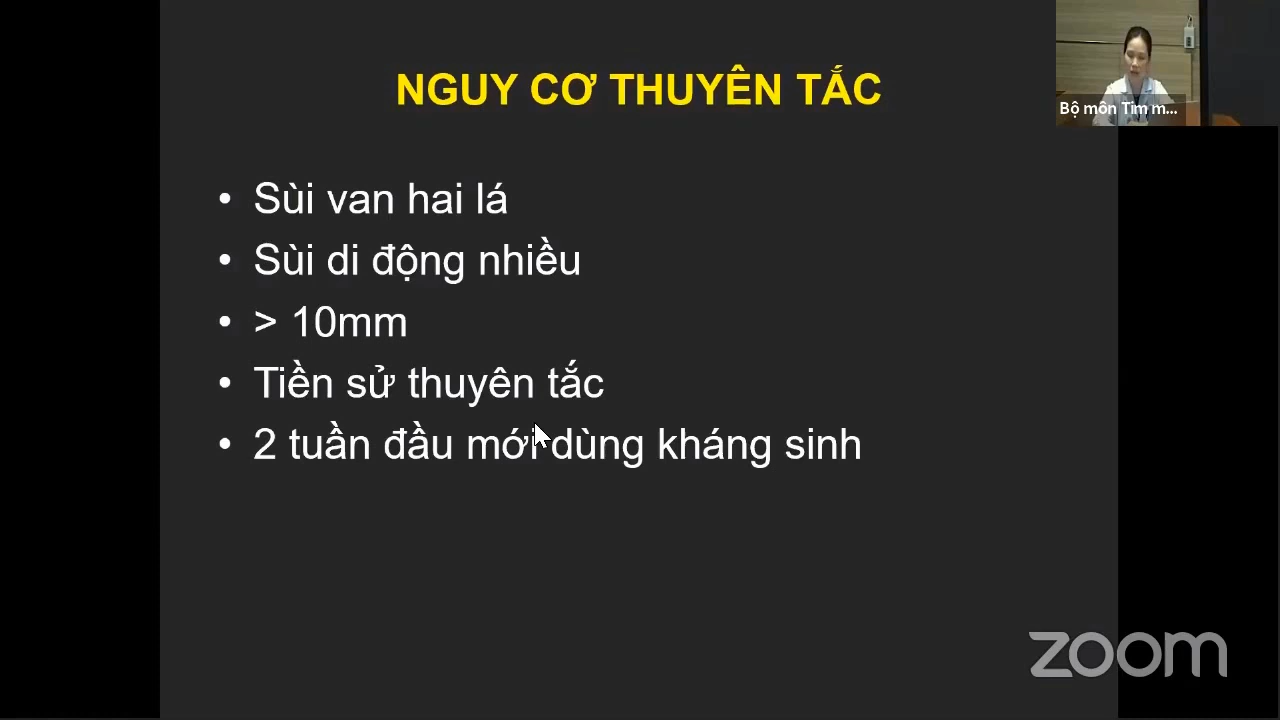 NGUY CƠ THUYÊN TẮC
Bộ môn Tim m...
• Sùi van hai lá
• Sùi di động nhiều
• > 10mm
• Tiền sử thuyên tắc
• 2 tuần đầu mới dùng kháng sinh
zoom